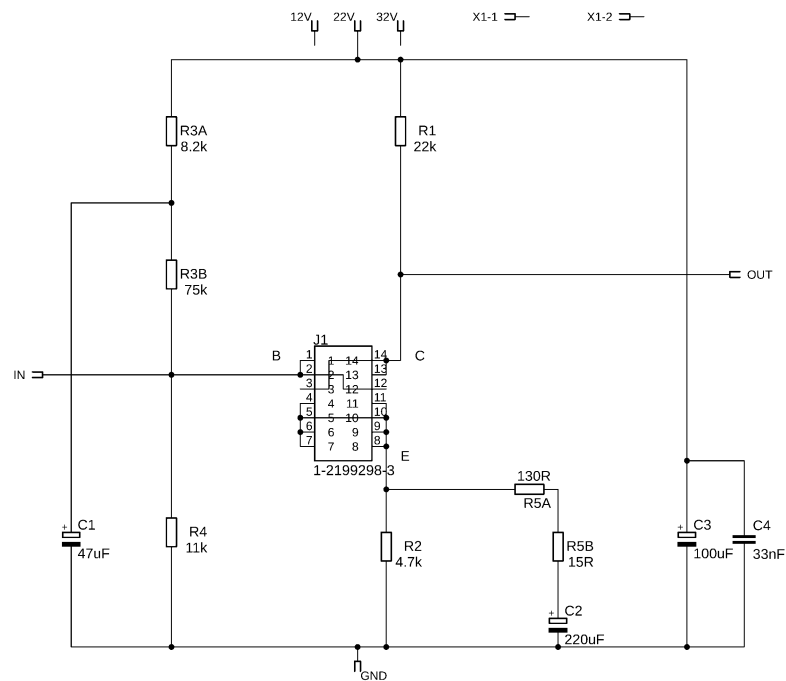 12V 22V 32V X1-1 X1-2
R3A
8.2k
R1
22k
R3B
75k
OUT
J1
B
C
IN
1 1 14 14
2 2 13 13
3 3 12 12
4 4 11 11
5 5 10 10
6 6 9 9
7 7 8 8
E
1-2199298-3
130R
R5A
+ C1
47uF
R4
11k
R2
4.7k
R5B
15R
+ C3
100uF
C4
33nF
+ C2
220uF
GND